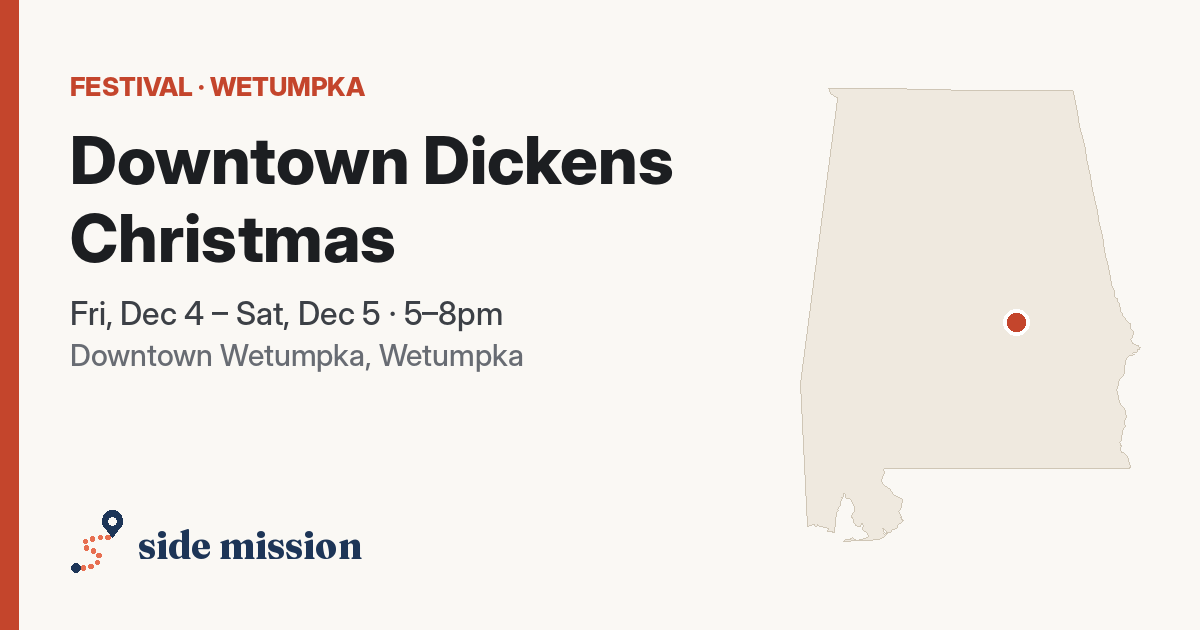 FESTIVAL · WETUMPKA
Downtown Dickens
Christmas
Fri, Dec 4 – Sat, Dec 5 · 5–8pm
Downtown Wetumpka, Wetumpka
side mission